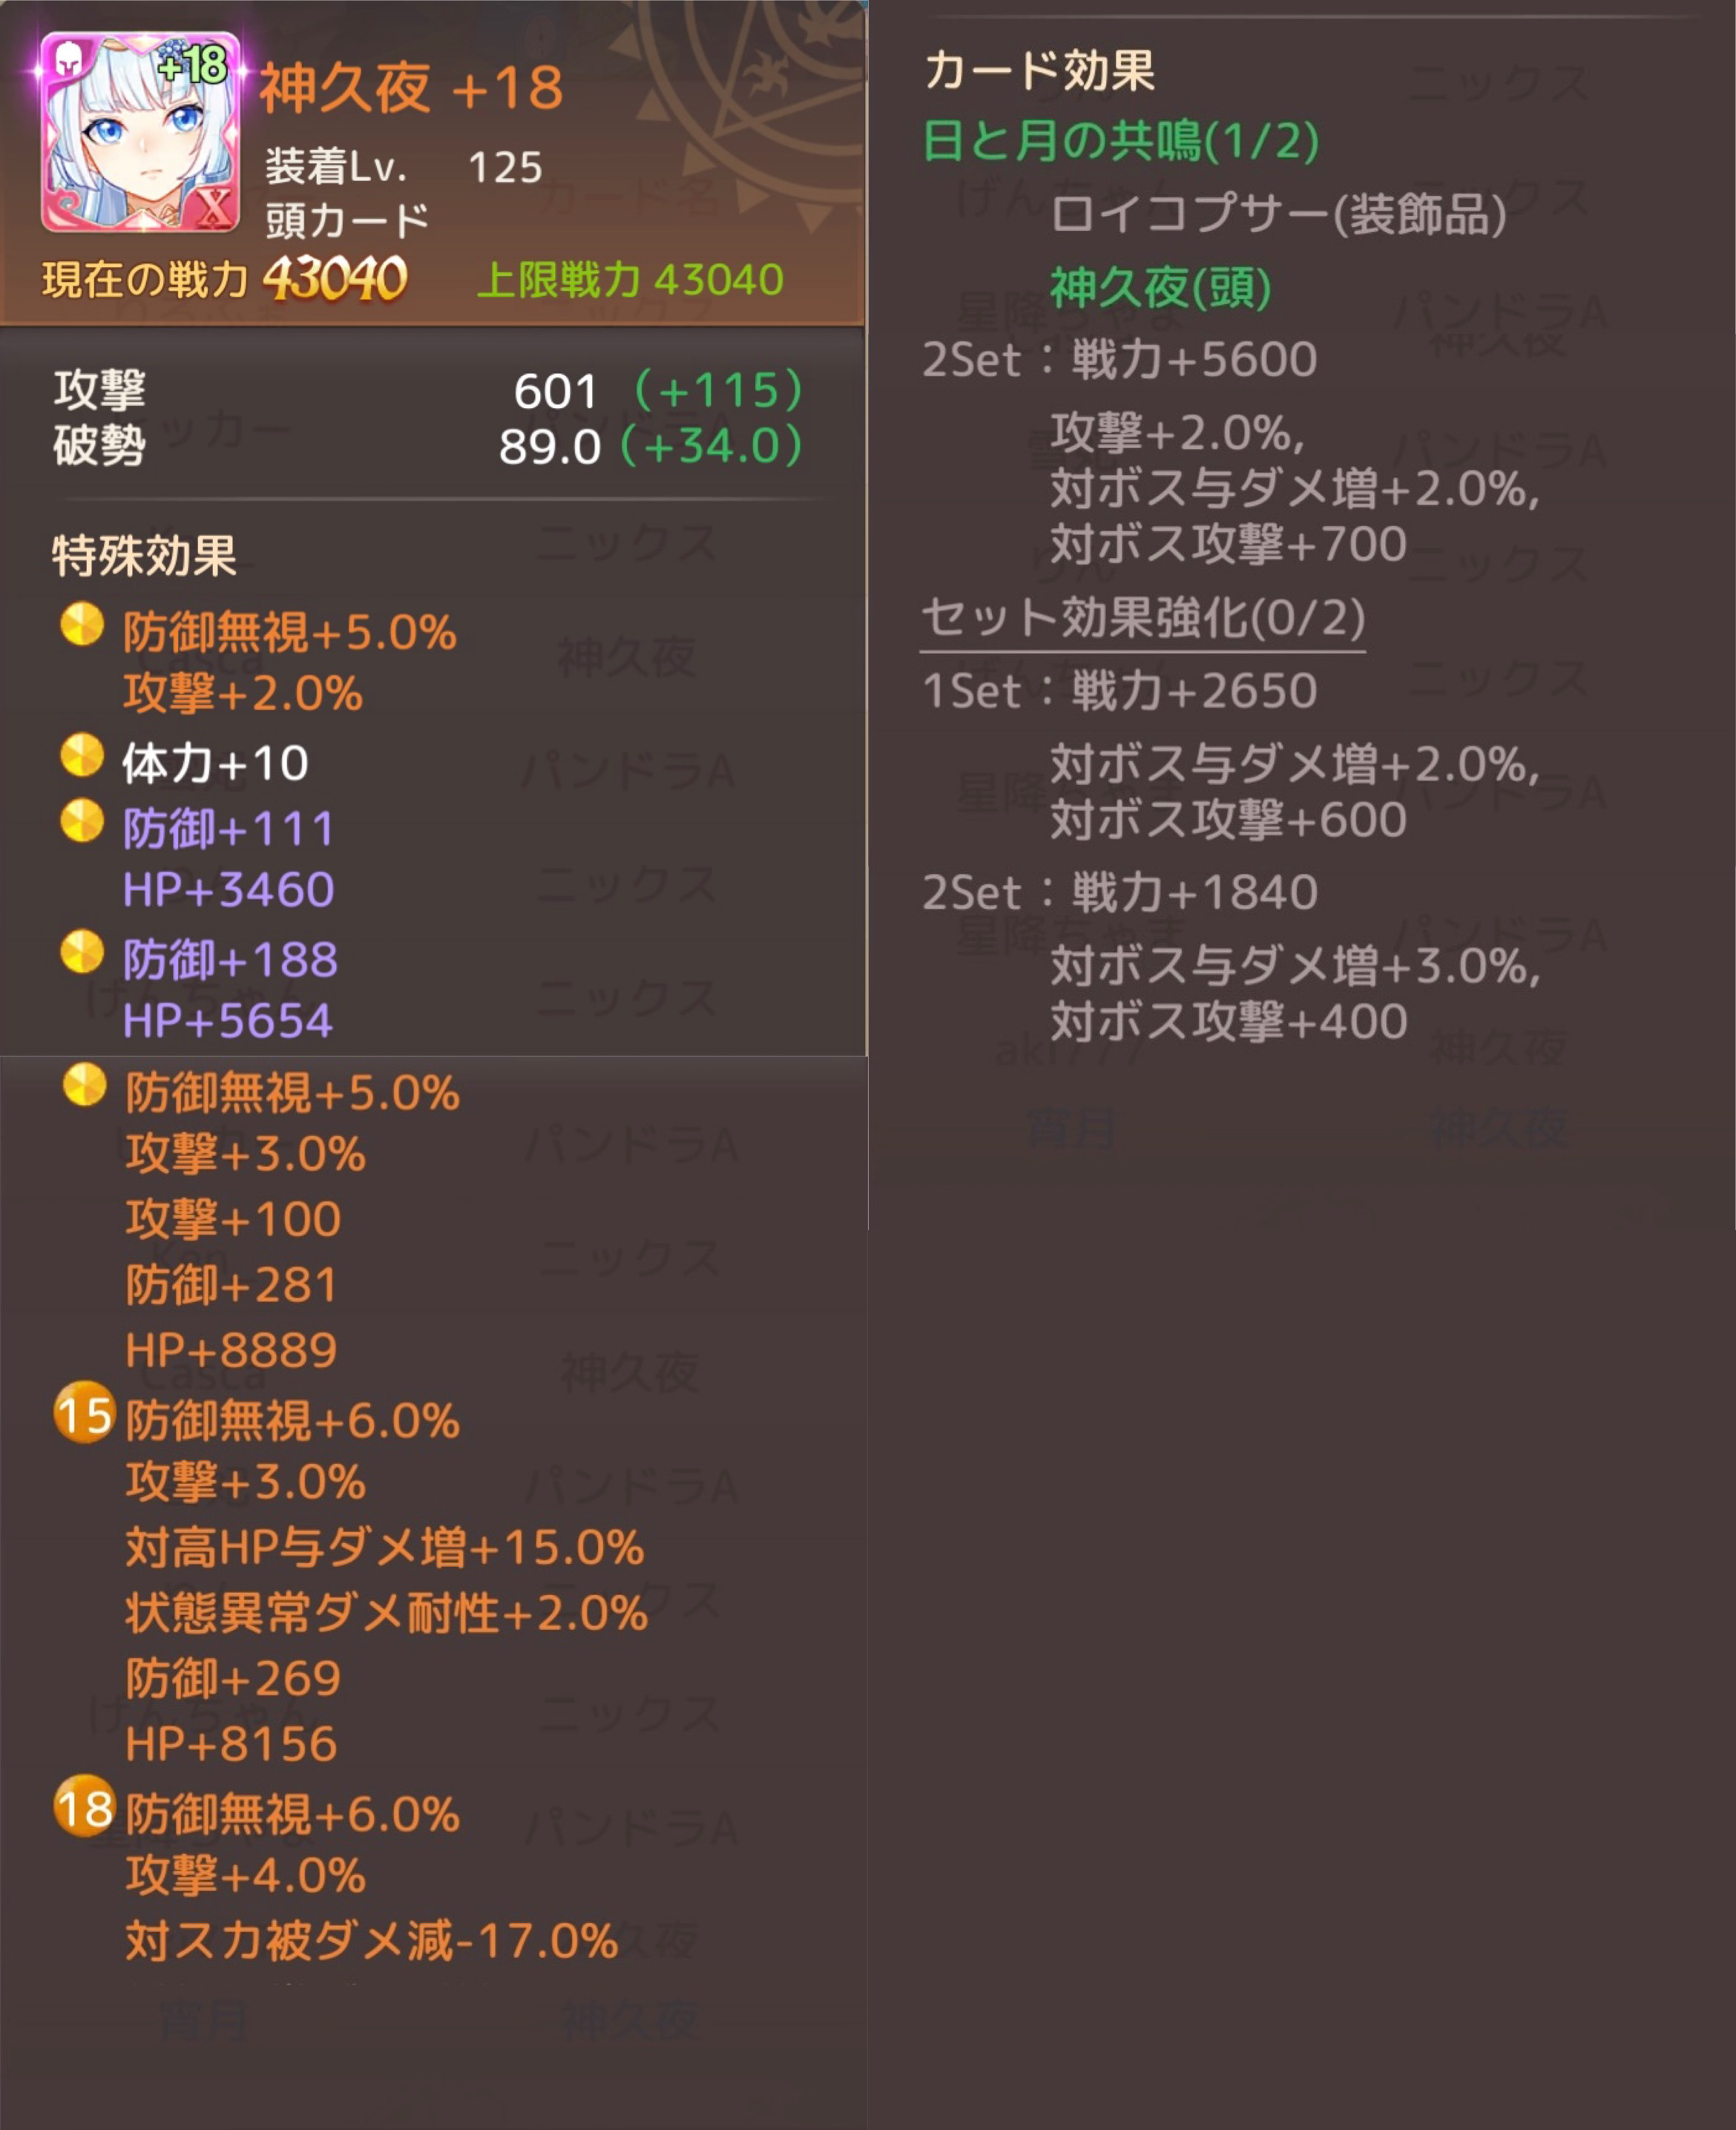 +18
X
神久夜 +18
装着Lv. 125
頭カード
現在の戦力 43040 上限戦力 43040
攻撃 601 (+115)
破勢 89.0 (+34.0)
特殊効果
防御無視+5.0%
攻撃+2.0%
体力+10
防御+111
HP+3460
防御+188
HP+5654
防御無視+5.0%
攻撃+3.0%
攻撃+100
防御+281
HP+8889
15 防御無視+6.0%
攻撃+3.0%
対高HP与ダメ増+15.0%
状態異常ダメ耐性+2.0%
防御+269
HP+8156
18 防御無視+6.0%
攻撃+4.0%
対スカ被ダメ減-17.0%
宵月 神久夜
カード効果
日と月の共鳴(1/2)
ロイコプサー(装飾品)
神久夜(頭)
2Set：戦力+5600
攻撃+2.0%,
対ボス与ダメ増+2.0%,
対ボス攻撃+700
セット効果強化(0/2)
1Set：戦力+2650
対ボス与ダメ増+2.0%,
対ボス攻撃+600
2Set：戦力+1840
対ボス与ダメ増+3.0%,
対ボス攻撃+400
宵月 神久夜